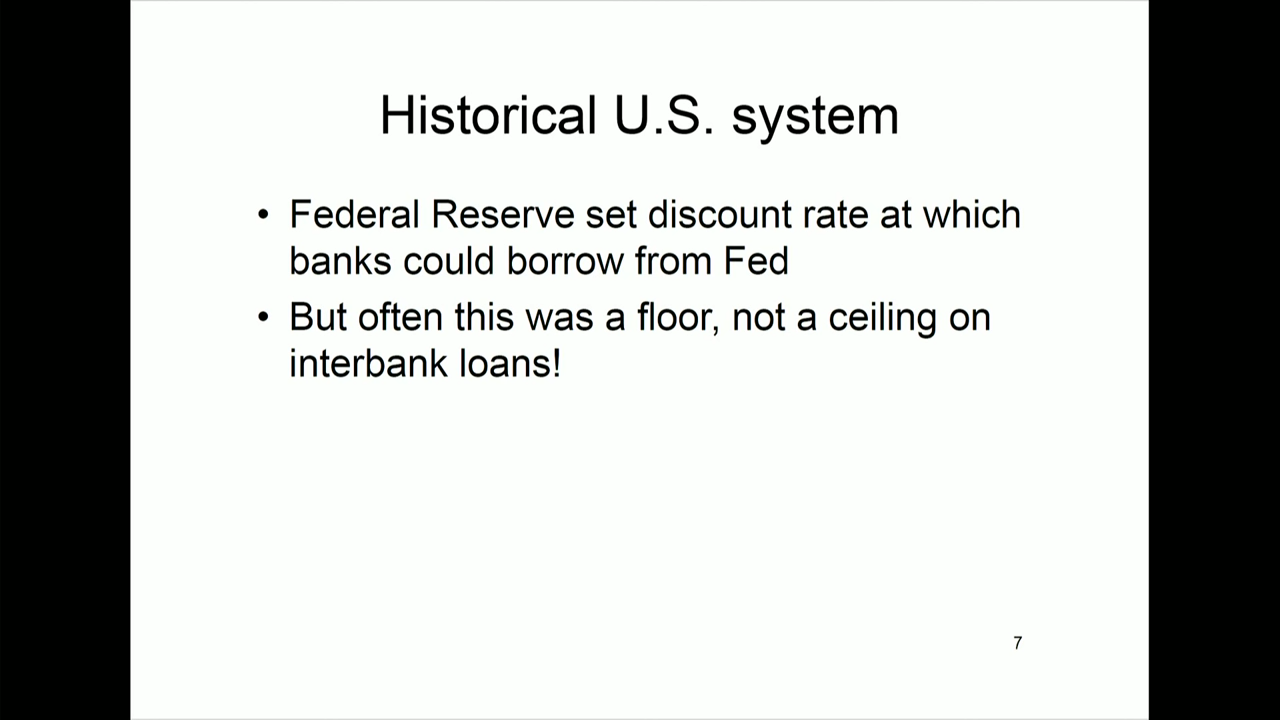 Historical U.S. system
• Federal Reserve set discount rate at which
banks could borrow from Fed
• But often this was a floor, not a ceiling on
interbank loans!
7